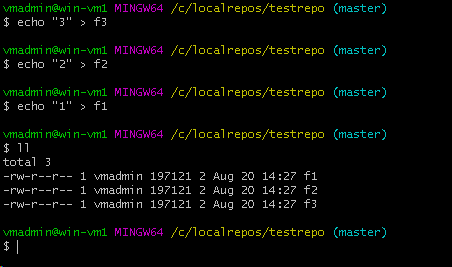 vmadmin@win-vm1 MINGW64 /c/localrepos/testrepo (master)
$ echo "3" > f3
vmadmin@win-vm1 MINGW64 /c/localrepos/testrepo (master)
$ echo "2" > f2
vmadmin@win-vm1 MINGW64 /c/localrepos/testrepo (master)
$ echo "1" > f1
vmadmin@win-vm1 MINGW64 /c/localrepos/testrepo (master)
$ ll
total 3
-rw-r--r-- 1 vmadmin 197121 2 Aug 20 14:27 f1
-rw-r--r-- 1 vmadmin 197121 2 Aug 20 14:27 f2
-rw-r--r-- 1 vmadmin 197121 2 Aug 20 14:27 f3
vmadmin@win-vm1 MINGW64 /c/localrepos/testrepo (master)
$